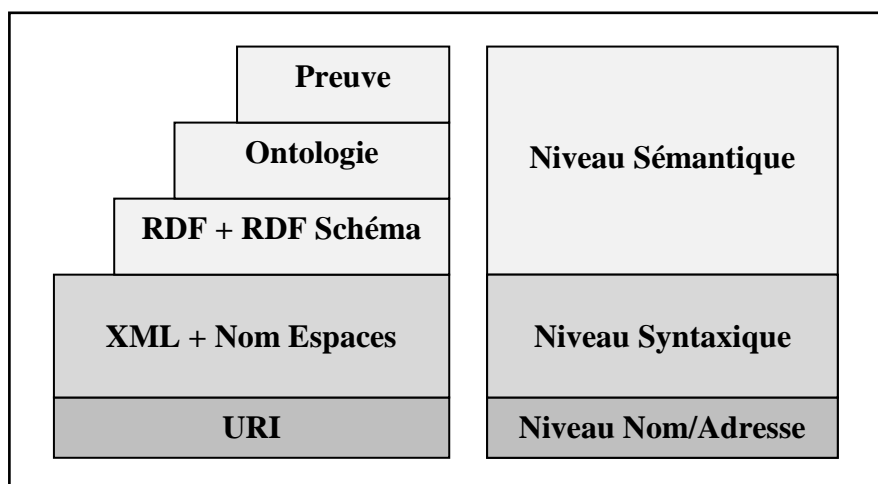 Preuve
Ontologie
RDF + RDF Schéma
XML + Nom Espaces
URI
Niveau Sémantique
Niveau Syntaxique
Niveau Nom/Adresse